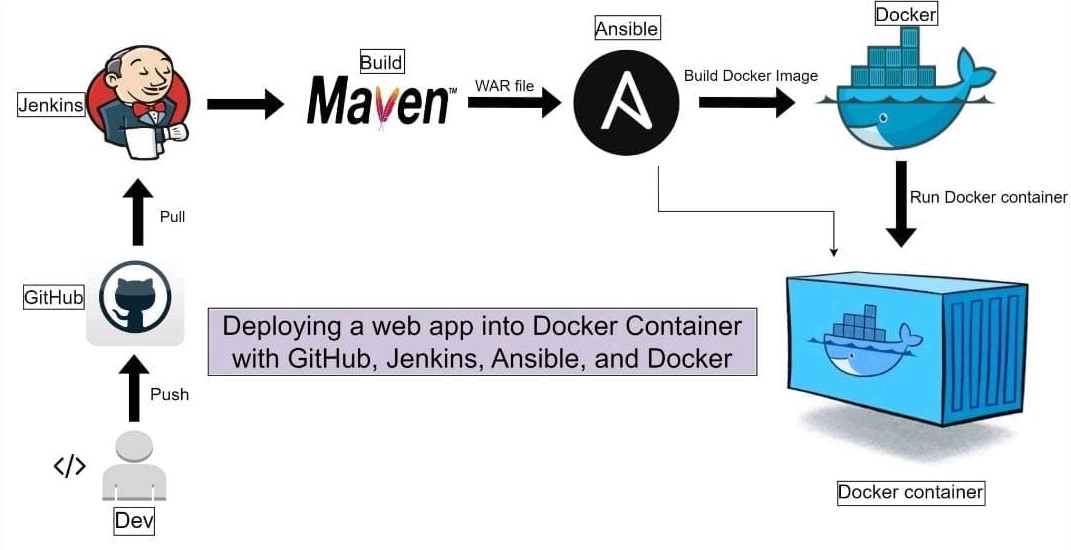 Docker
Ansible
Build
Jenkins
Maven™
WAR file
Build Docker Image
Pull
Run Docker container
GitHub
Deploying a web app into Docker Container
with GitHub, Jenkins, Ansible, and Docker
Push
</>
Docker container
Dev